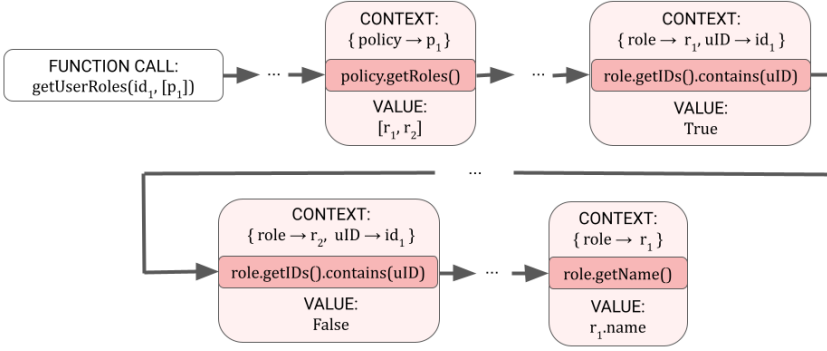 FUNCTION CALL:
getUserRoles(id₁, [p₁])
...
CONTEXT:
{ policy → p₁ }
policy.getRoles()
VALUE:
[r₁, r₂]
...
CONTEXT:
{ role → r₁, uID → id₁ }
role.getIDs().contains(uID)
VALUE:
True
...
CONTEXT:
{ role → r₂, uID → id₁ }
role.getIDs().contains(uID)
VALUE:
False
...
CONTEXT:
{ role → r₁ }
role.getName()
VALUE:
r₁.name